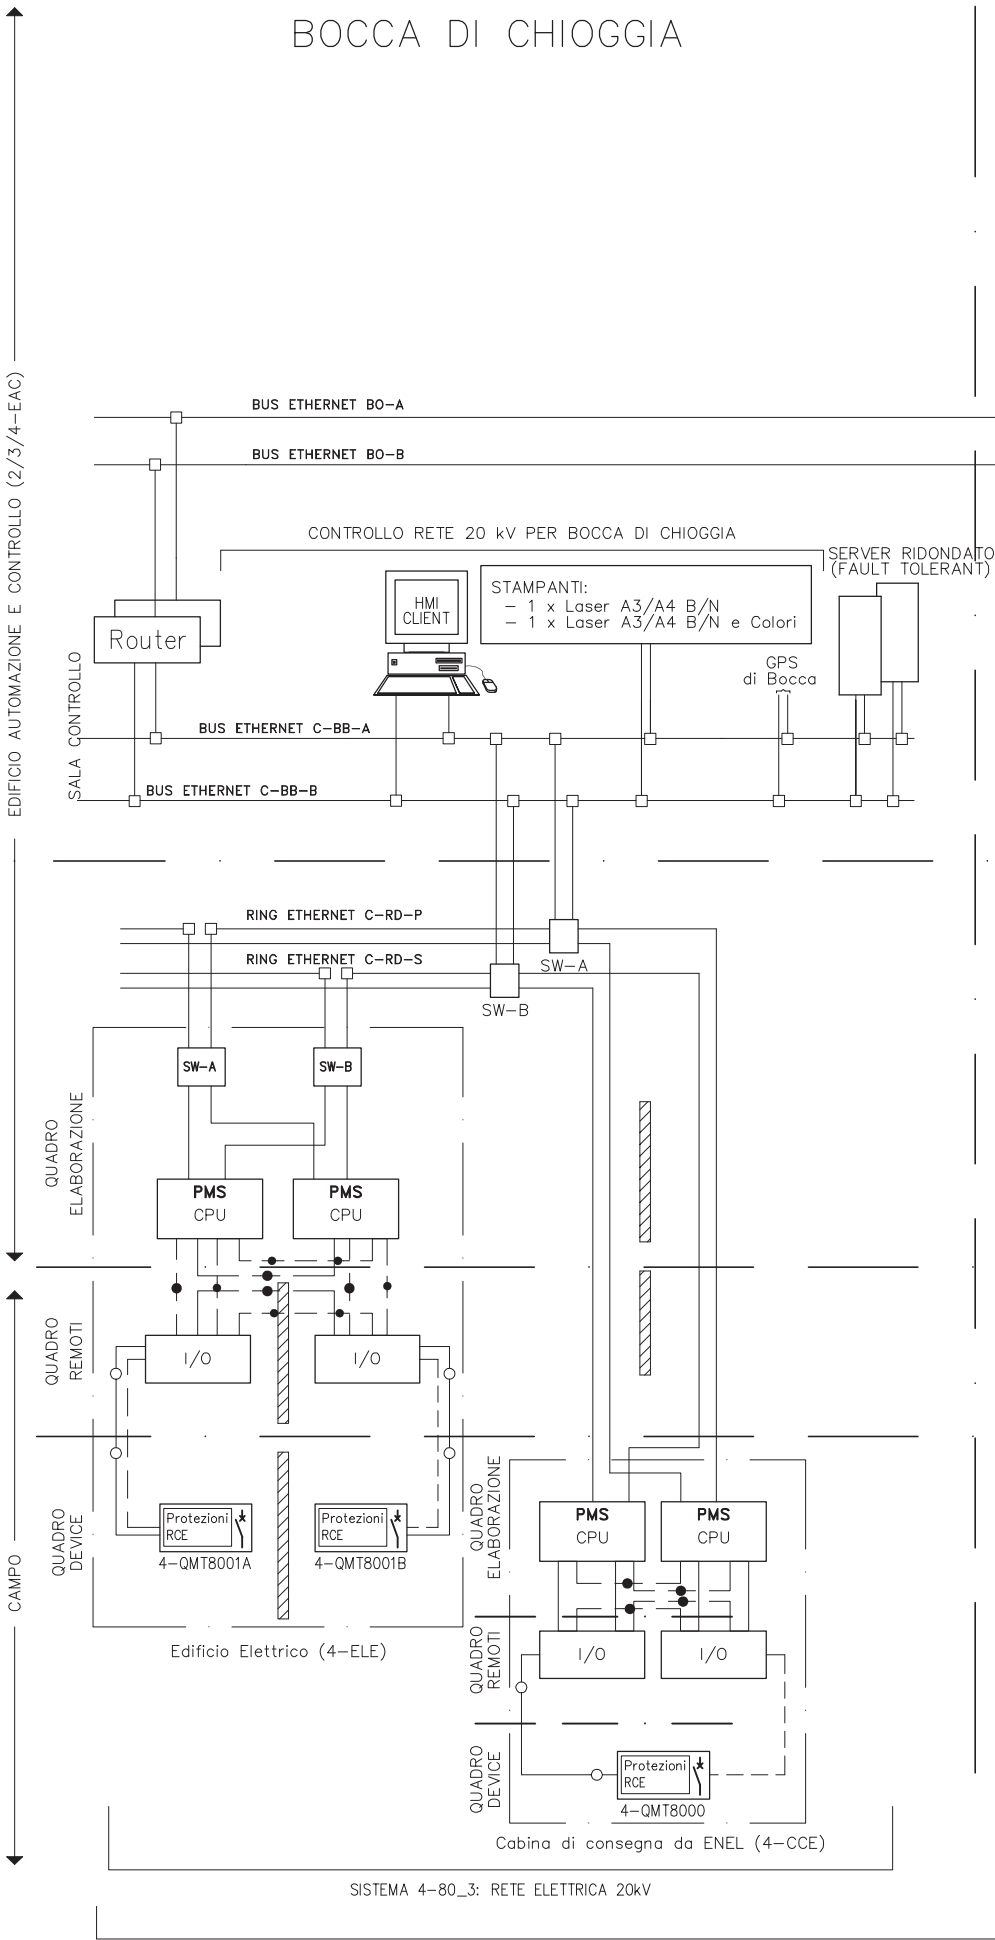 BOCCA DI CHIOGGIA
EDIFICIO AUTOMAZIONE E CONTROLLO (2/3/4-EAC)
BUS ETHERNET BO-A
BUS ETHERNET BO-B
CONTROLLO RETE 20 kV PER BOCCA DI CHIOGGIA
SERVER RIDONDATO
(FAULT TOLERANT)
HMI
CLIENT
STAMPANTI:
- 1 x Laser A3/A4 B/N
- 1 x Laser A3/A4 B/N e Colori
Router
GPS
di Bocca
SALA CONTROLLO
BUS ETHERNET C-BB-A
BUS ETHERNET C-BB-B
RING ETHERNET C-RD-P
RING ETHERNET C-RD-S
SW-A
SW-B
SW-A
SW-B
QUADRO
ELABORAZIONE
PMS
CPU
PMS
CPU
QUADRO
REMOTI
I/O
I/O
CAMPO
QUADRO
DEVICE
Protezioni
RCE
4-QMT8001A
Protezioni
RCE
4-QMT8001B
Edificio Elettrico (4-ELE)
QUADRO
ELABORAZIONE
PMS
CPU
PMS
CPU
QUADRO
REMOTI
I/O
I/O
QUADRO
DEVICE
Protezioni
RCE
4-QMT8000
Cabina di consegna da ENEL (4-CCE)
SISTEMA 4-80_3: RETE ELETTRICA 20kV